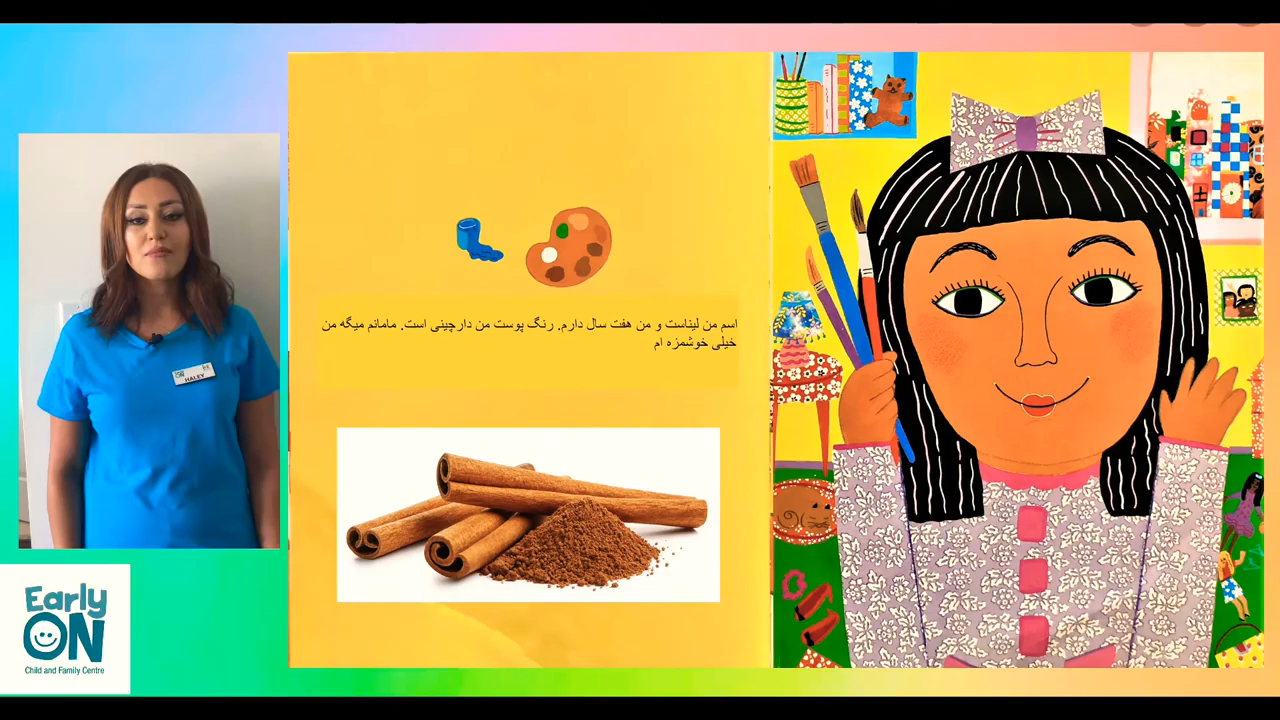 HALEY
اسم من لیناست و من هفت سال دارم. رنگ پوست من دارچینی است. مامانم میگه من
خیلی خوشمزه ام
Early
ON
Child and Family Centre